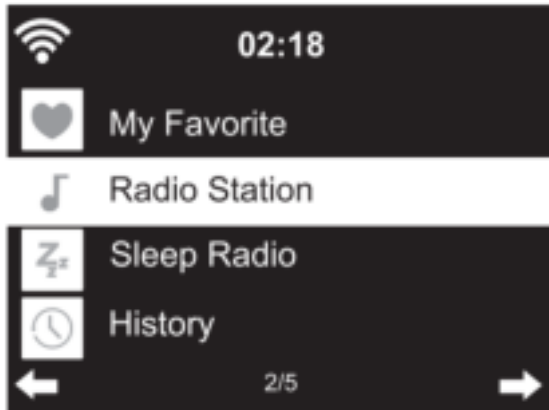 02:18
My Favorite
Radio Station
Sleep Radio
History
2/5